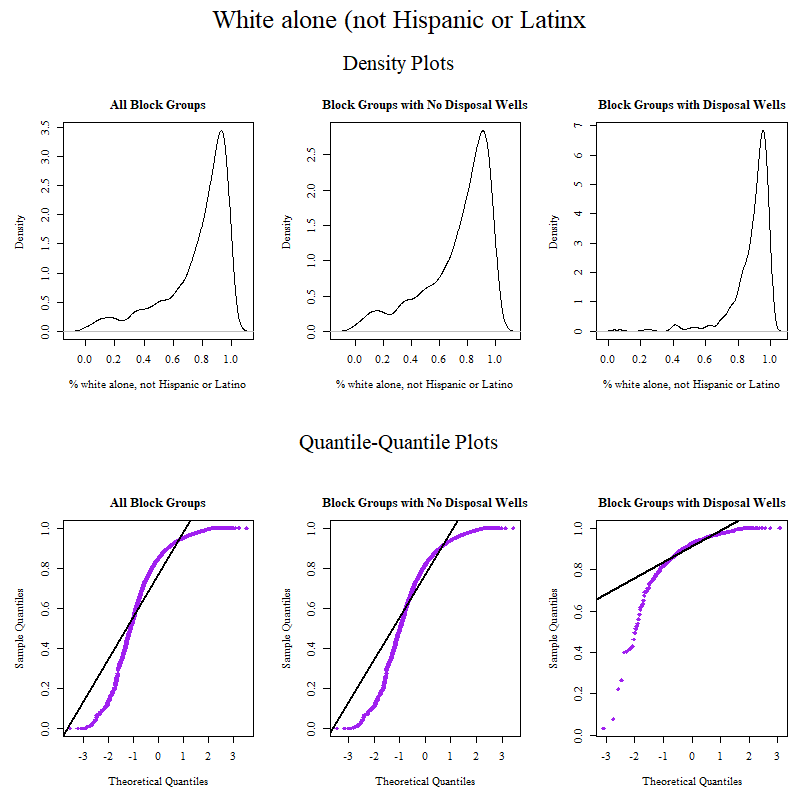 White alone (not Hispanic or Latinx
Density Plots
All Block Groups
Block Groups with No Disposal Wells
Block Groups with Disposal Wells
Density
0.0 0.5 1.0 1.5 2.0 2.5 3.0 3.5
0.0 0.2 0.4 0.6 0.8 1.0
% white alone, not Hispanic or Latino
Density
0.0 0.5 1.0 1.5 2.0 2.5
0.0 0.2 0.4 0.6 0.8 1.0
% white alone, not Hispanic or Latino
Density
0 1 2 3 4 5 6 7
0.0 0.2 0.4 0.6 0.8 1.0
% white alone, not Hispanic or Latino
Quantile-Quantile Plots
All Block Groups
Block Groups with No Disposal Wells
Block Groups with Disposal Wells
Sample Quantiles
0.0 0.2 0.4 0.6 0.8 1.0
-3 -2 -1 0 1 2 3
Theoretical Quantiles
Sample Quantiles
0.0 0.2 0.4 0.6 0.8 1.0
-3 -2 -1 0 1 2 3
Theoretical Quantiles
Sample Quantiles
0.0 0.2 0.4 0.6 0.8 1.0
-3 -2 -1 0 1 2 3
Theoretical Quantiles